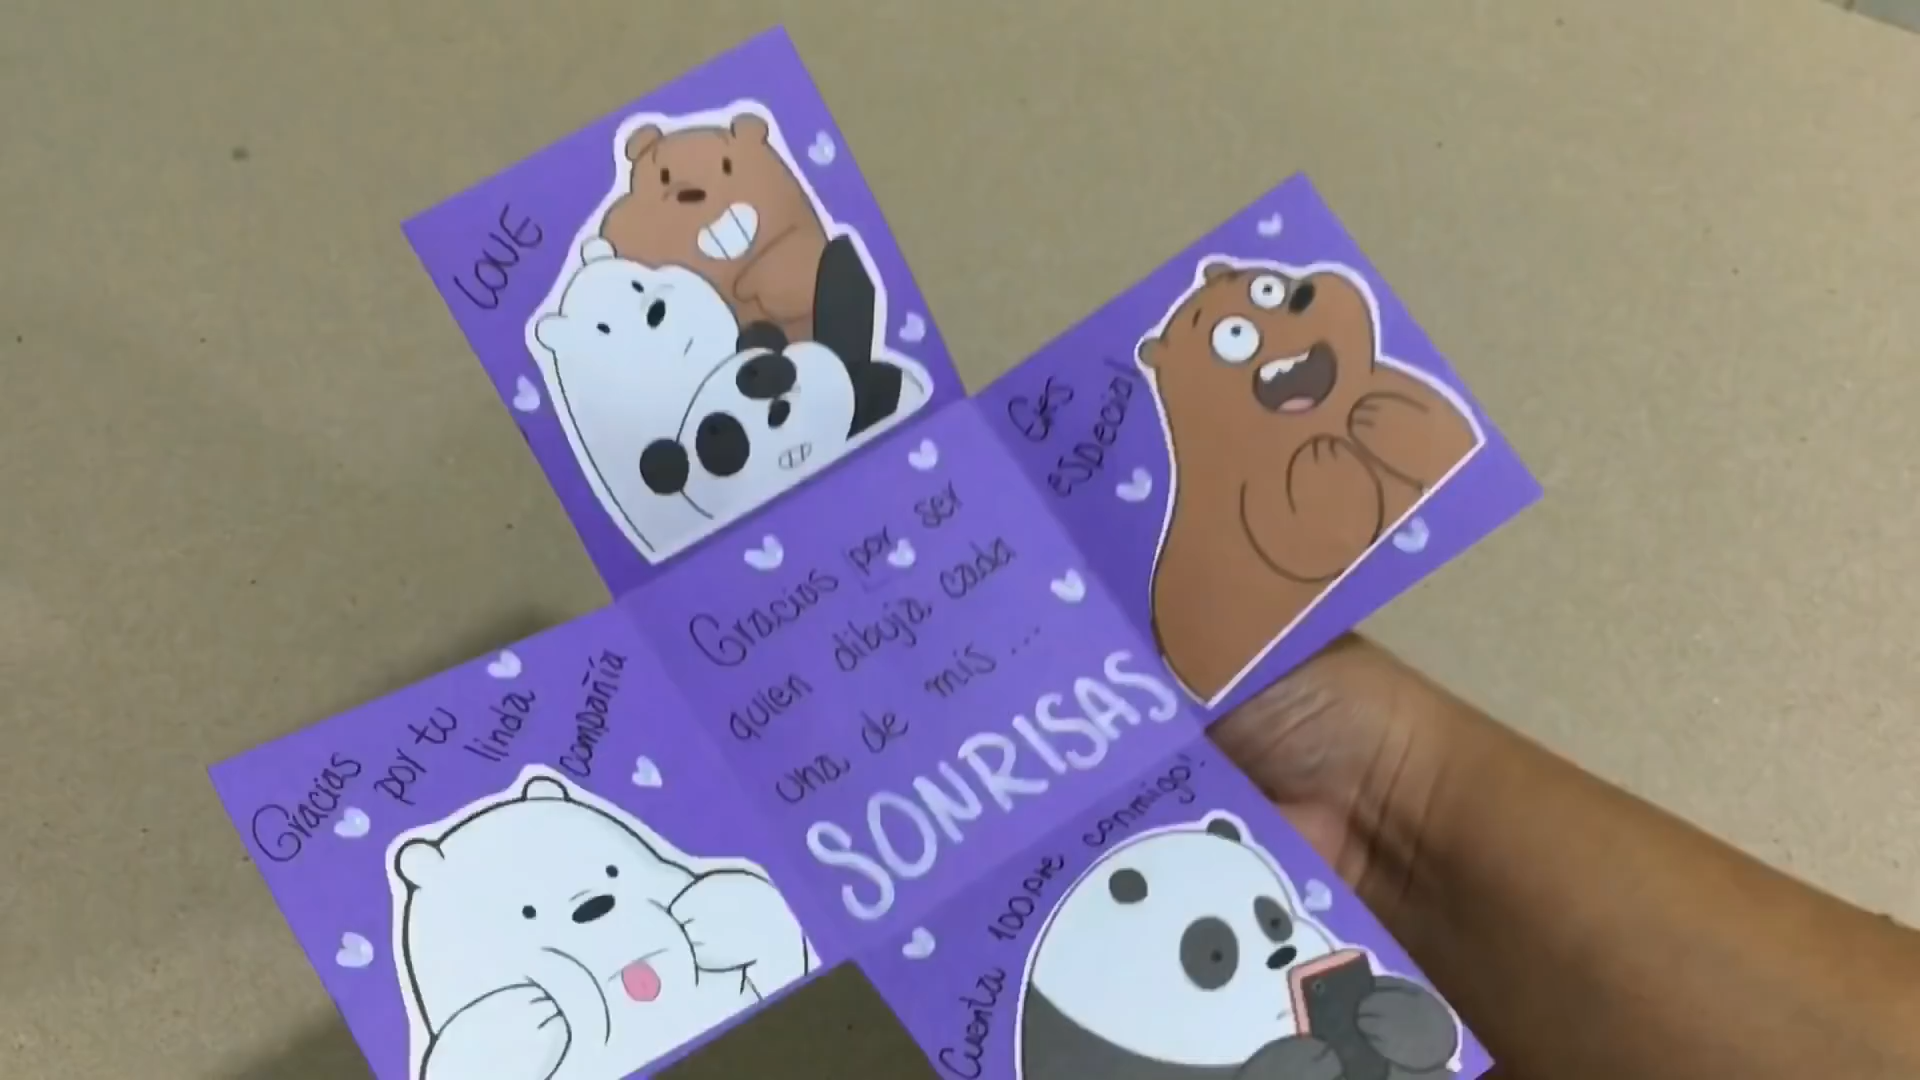 LOVE
Ers
especial
Gracias por ser
quien dibuja cada
una de mis ...
SONRISAS
Gracias
por tu
linda
compañía
Cuenta 100pre conmigo!